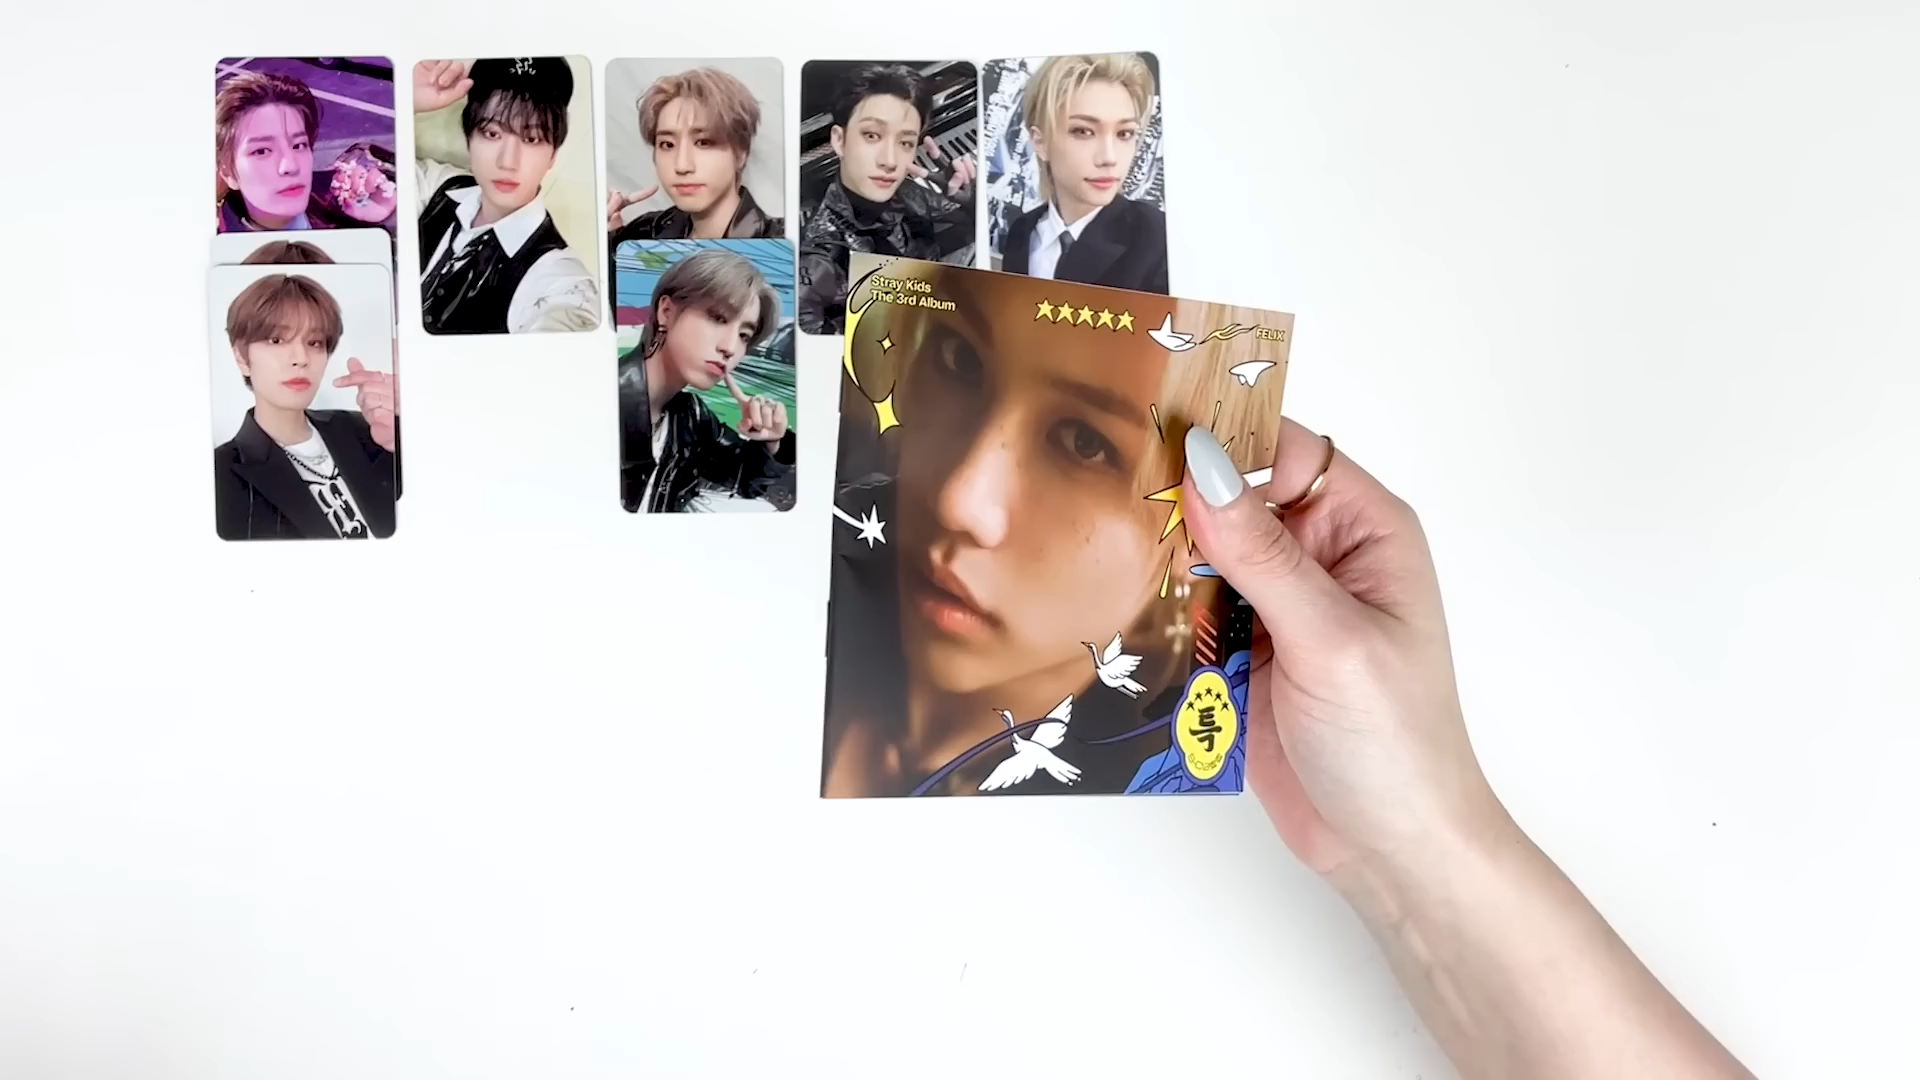 Stray Kids
The 3rd Album
★★★★★
FELIX
특